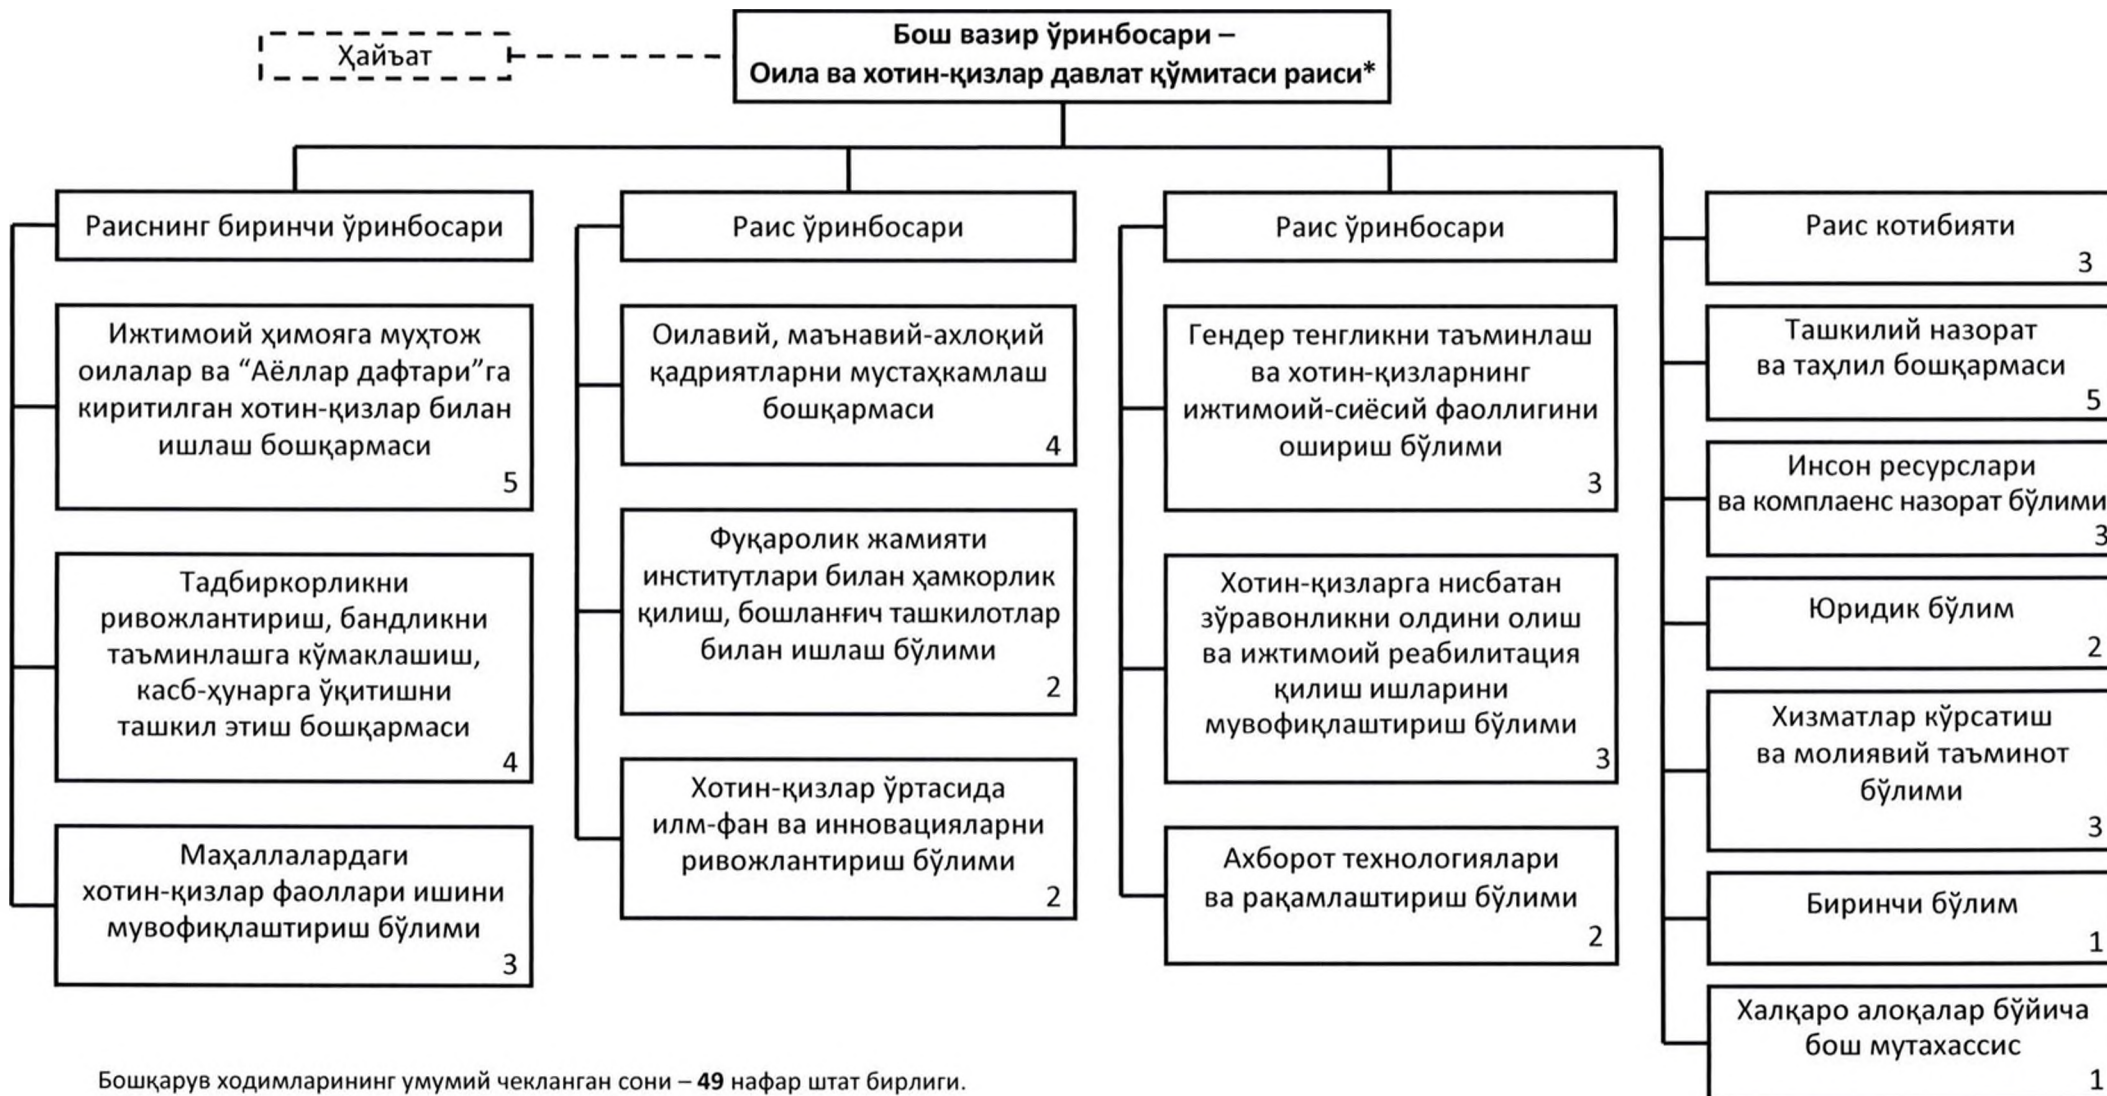 Ҳайъат
Бош вазир ўринбосари –
Оила ва хотин-қизлар давлат қўмитаси раиси*
Раиснинг биринчи ўринбосари
Ижтимоий ҳимояга муҳтож
оилалар ва “Аёллар дафтари”га
киритилган хотин-қизлар билан
ишлаш бошқармаси
5
Тадбиркорликни
ривожлантириш, бандликни
таъминлашга кўмаклашиш,
касб-ҳунарга ўқитишни
ташкил этиш бошқармаси
4
Маҳаллалардаги
хотин-қизлар фаоллари ишини
мувофиқлаштириш бўлими
3
Раис ўринбосари
Оилавий, маънавий-ахлоқий
қадриятларни мустаҳкамлаш
бошқармаси
4
Фуқаролик жамияти
институтлари билан ҳамкорлик
қилиш, бошланғич ташкилотлар
билан ишлаш бўлими
2
Хотин-қизлар ўртасида
илм-фан ва инновацияларни
ривожлантириш бўлими
2
Раис ўринбосари
Гендер тенгликни таъминлаш
ва хотин-қизларнинг
ижтимоий-сиёсий фаоллигини
ошириш бўлими
3
Хотин-қизларга нисбатан
зўравонликни олдини олиш
ва ижтимоий реабилитация
қилиш ишларини
мувофиқлаштириш бўлими
3
Ахборот технологиялари
ва рақамлаштириш бўлими
2
Раис котибияти
3
Ташкилий назорат
ва таҳлил бошқармаси
5
Инсон ресурслари
ва комплаенс назорат бўлими
3
Юридик бўлим
2
Хизматлар кўрсатиш
ва молиявий таъминот
бўлими
3
Биринчи бўлим
1
Халқаро алоқалар бўйича
бош мутахассис
1
Бошқарув ходимларининг умумий чекланган сони – 49 нафар штат бирлиги.